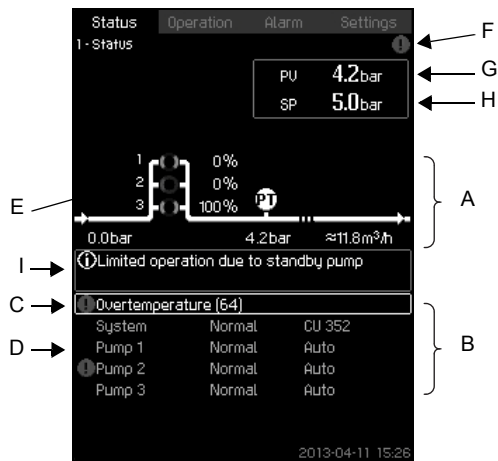 Status Operation Alarm Settings
1 - Status
F
PV 4.2bar
G
SP 5.0bar
H
1 0%
2 0%
3 100%
PT
E
A
0.0bar 4.2bar ≈11.8m³/h
I
Limited operation due to standby pump
C
Overtemperature (64)
System Normal CU 352
D
Pump 1 Normal Auto
B
Pump 2 Normal Auto
Pump 3 Normal Auto
2013-04-11 15:26